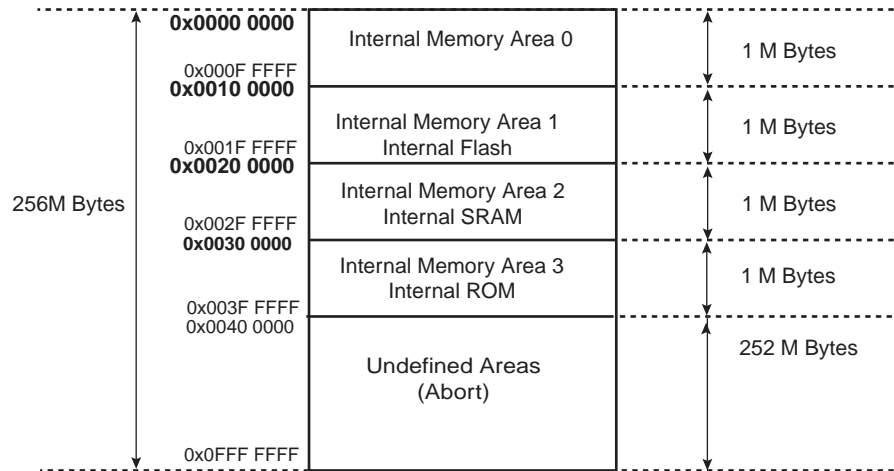 0x0000 0000
Internal Memory Area 0
1 M Bytes
0x000F FFFF
0x0010 0000
Internal Memory Area 1
Internal Flash
1 M Bytes
0x001F FFFF
0x0020 0000
256M Bytes
Internal Memory Area 2
Internal SRAM
1 M Bytes
0x002F FFFF
0x0030 0000
Internal Memory Area 3
Internal ROM
1 M Bytes
0x003F FFFF
0x0040 0000
252 M Bytes
Undefined Areas
(Abort)
0x0FFF FFFF